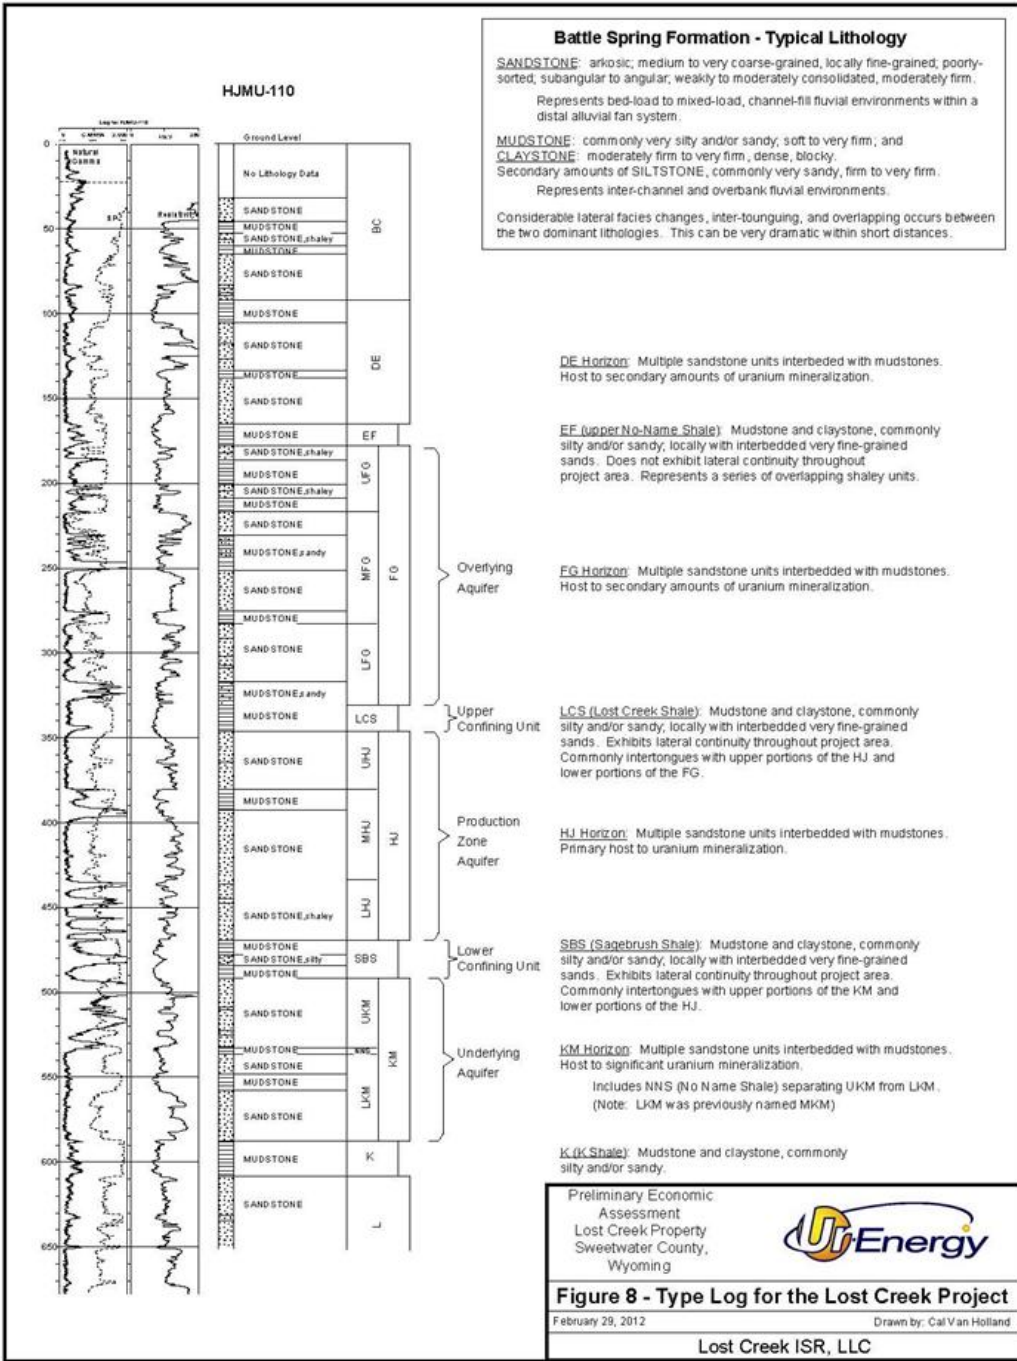 Battle Spring Formation - Typical Lithology
SANDSTONE: arkosic; medium to very coarse-grained, locally fine-grained; poorly-
sorted; subangular to angular; weakly to moderately consolidated, moderately firm.
Represents bed-load to mixed-load, channel-fill fluvial environments within a
distal alluvial fan system.
MUDSTONE: commonly very silty and/or sandy; soft to very firm; and
CLAYSTONE: moderately firm to very firm, dense, blocky.
Secondary amounts of SILTSTONE, commonly very sandy, firm to very firm.
Represents inter-channel and overbank fluvial environments.
Considerable lateral facies changes, inter-tounguing, and overlapping occurs between
the two dominant lithologies. This can be very dramatic within short distances.
HJMU-110
Ground Level
0
Natural
Gamma
No Lithology Data
SANDSTONE
MUDSTONE
50
SANDSTONE,shaley
MUDSTONE
SANDSTONE
BC
100
MUDSTONE
SANDSTONE
MUDSTONE
DE
150
SANDSTONE
MUDSTONE
EF
SANDSTONE,shaley
MUDSTONE
UFG
200
SANDSTONE,shaley
MUDSTONE
SANDSTONE
MUDSTONE,sandy
MFG
FG
250
SANDSTONE
MUDSTONE
300
SANDSTONE
LFG
MUDSTONE,sandy
MUDSTONE
LCS
350
SANDSTONE
UHJ
MUDSTONE
400
SANDSTONE
MHJ
HJ
450
SANDSTONE,shaley
LHJ
MUDSTONE
SANDSTONE,silty
SBS
MUDSTONE
500
SANDSTONE
UKM
MUDSTONE
NNS
KM
SANDSTONE
550
MUDSTONE
SANDSTONE
LKM
600
MUDSTONE
K
SANDSTONE
L
650
Overlying
Aquifer
Upper
Confining Unit
Production
Zone
Aquifer
Lower
Confining Unit
Underlying
Aquifer
DE Horizon: Multiple sandstone units interbeded with mudstones.
Host to secondary amounts of uranium mineralization.
EF (upper No-Name Shale): Mudstone and claystone, commonly
silty and/or sandy; locally with interbedded very fine-grained
sands. Does not exhibit lateral continuity throughout
project area. Represents a series of overlapping shaley units.
FG Horizon: Multiple sandstone units interbedded with mudstones.
Host to secondary amounts of uranium mineralization.
LCS (Lost Creek Shale): Mudstone and claystone, commonly
silty and/or sandy; locally with interbedded very fine-grained
sands. Exhibits lateral continuity throughout project area.
Commonly intertongues with upper portions of the HJ and
lower portions of the FG.
HJ Horizon: Multiple sandstone units interbedded with mudstones.
Primary host to uranium mineralization.
SBS (Sagebrush Shale): Mudstone and claystone, commonly
silty and/or sandy; locally with interbedded very fine-grained
sands. Exhibits lateral continuity throughout project area.
Commonly intertongues with upper portions of the KM and
lower portions of the HJ.
KM Horizon: Multiple sandstone units interbedded with mudstones.
Host to significant uranium mineralization.
Includes NNS (No Name Shale) separating UKM from LKM.
(Note: LKM was previously named MKM)
K (K Shale): Mudstone and claystone, commonly
silty and/or sandy.
Preliminary Economic
Assessment
Lost Creek Property
Sweetwater County,
Wyoming
Ur Energy
Figure 8 - Type Log for the Lost Creek Project
February 29, 2012
Drawn by: Cal Van Holland
Lost Creek ISR, LLC